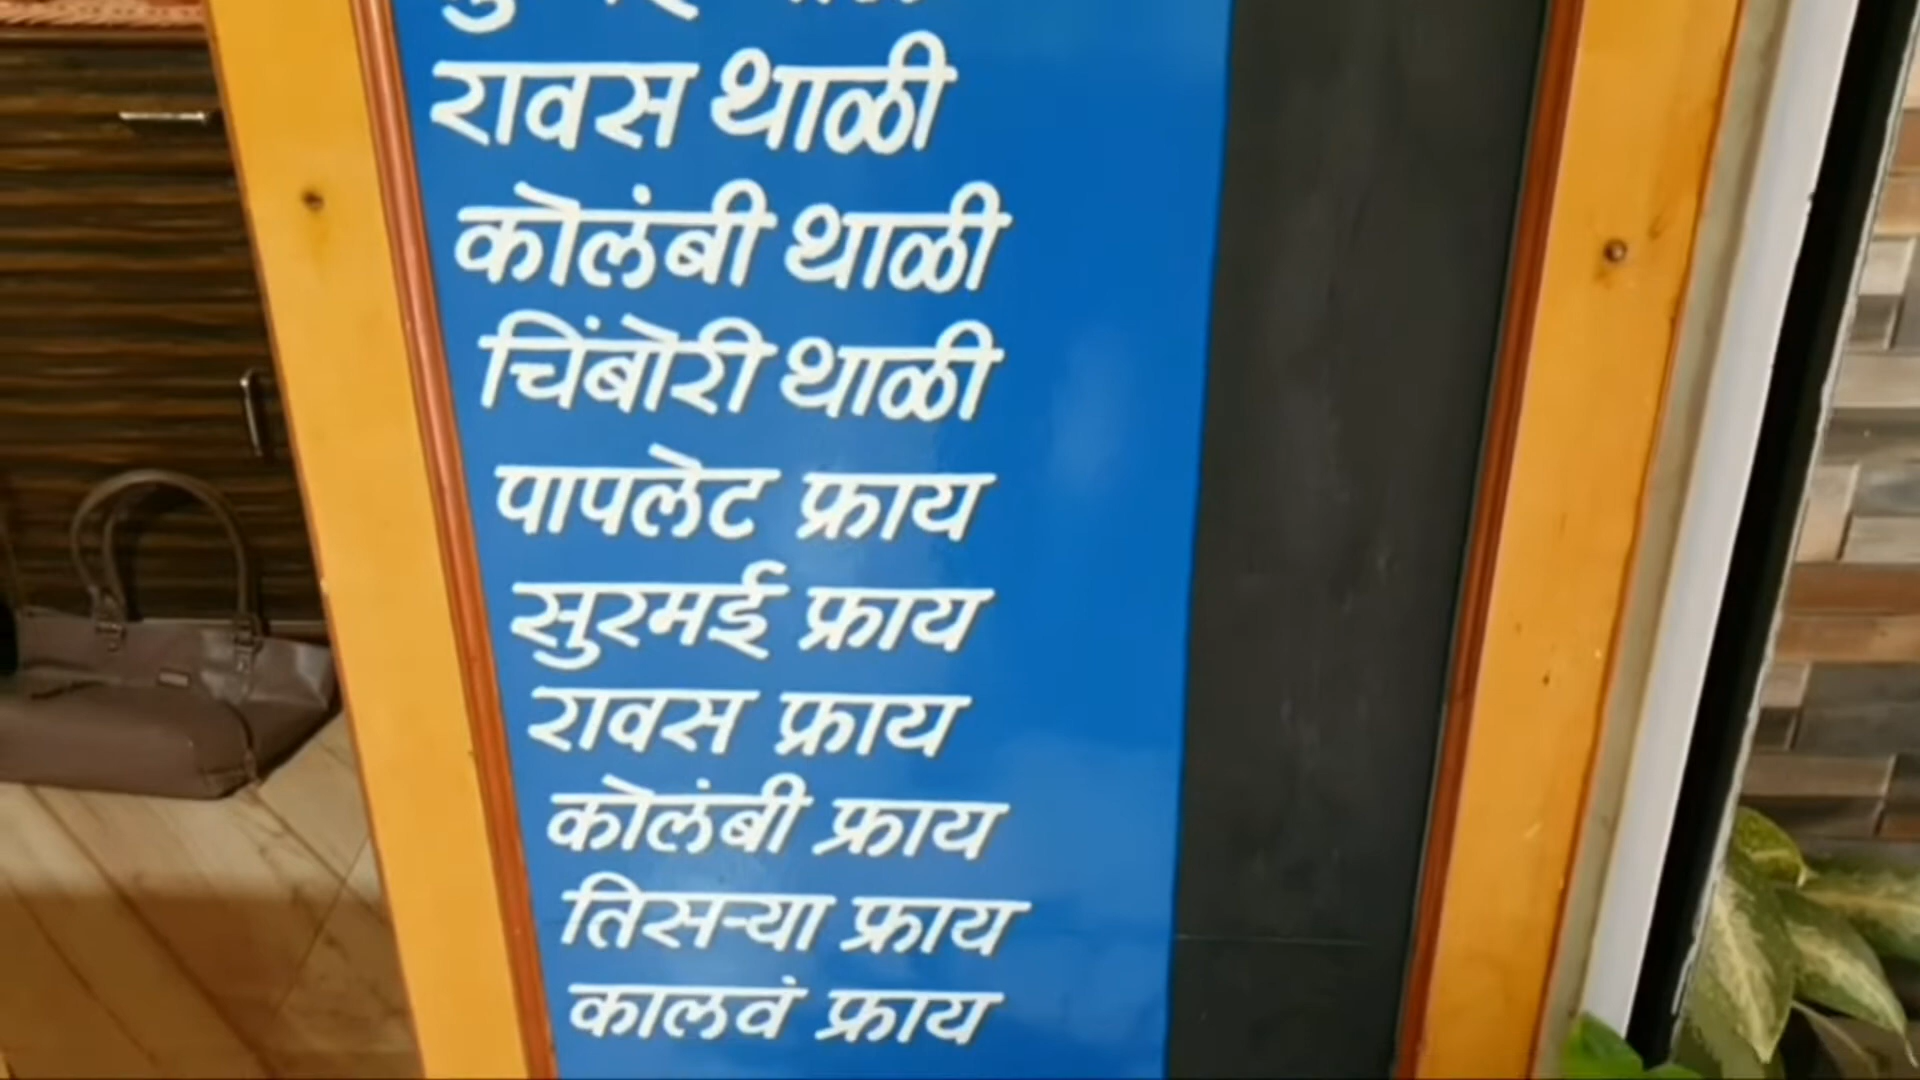 रावस थाळी
कोलंबी थाळी
चिंबोरी थाळी
पापलेट फ्राय
सुरमई फ्राय
रावस फ्राय
कोलंबी फ्राय
तिसऱ्या फ्राय
कालवं फ्राय